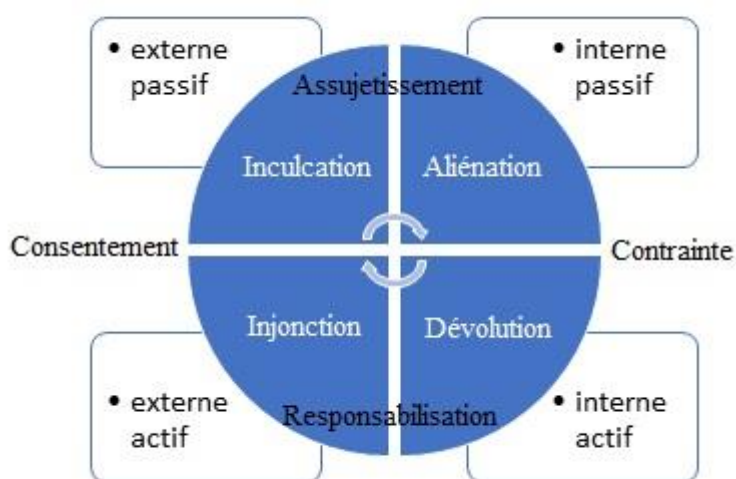 • externe
passif
• interne
passif
Assujetissement
Inculcation
Aliénation
Consentement
Contrainte
Injonction
Dévolution
• externe
actif
Responsabilisation
• interne
actif